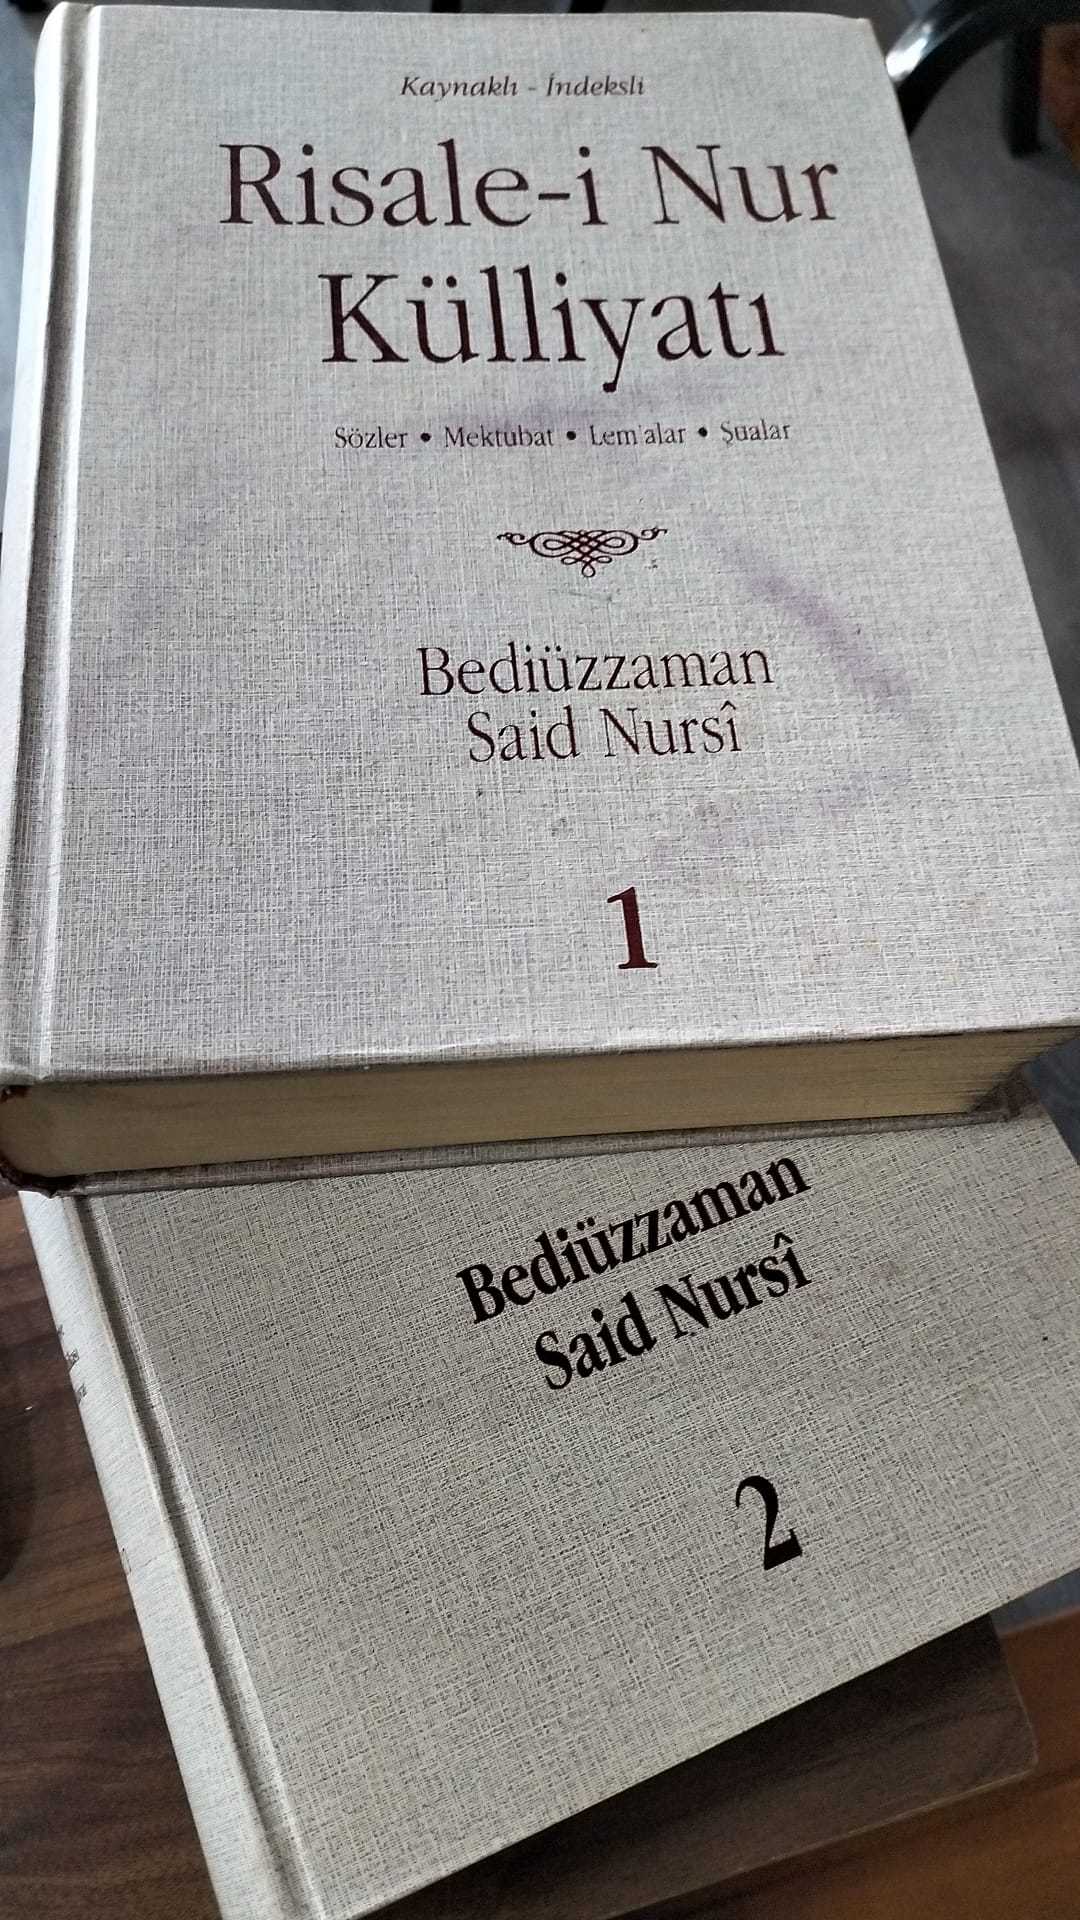 Kaynaklı - İndeksli
Risale-i Nur
Külliyatı
Sözler • Mektubat • Lem'alar • Şualar
Bediüzzaman
Said Nursî
1
Bediüzzaman
Said Nursî
2